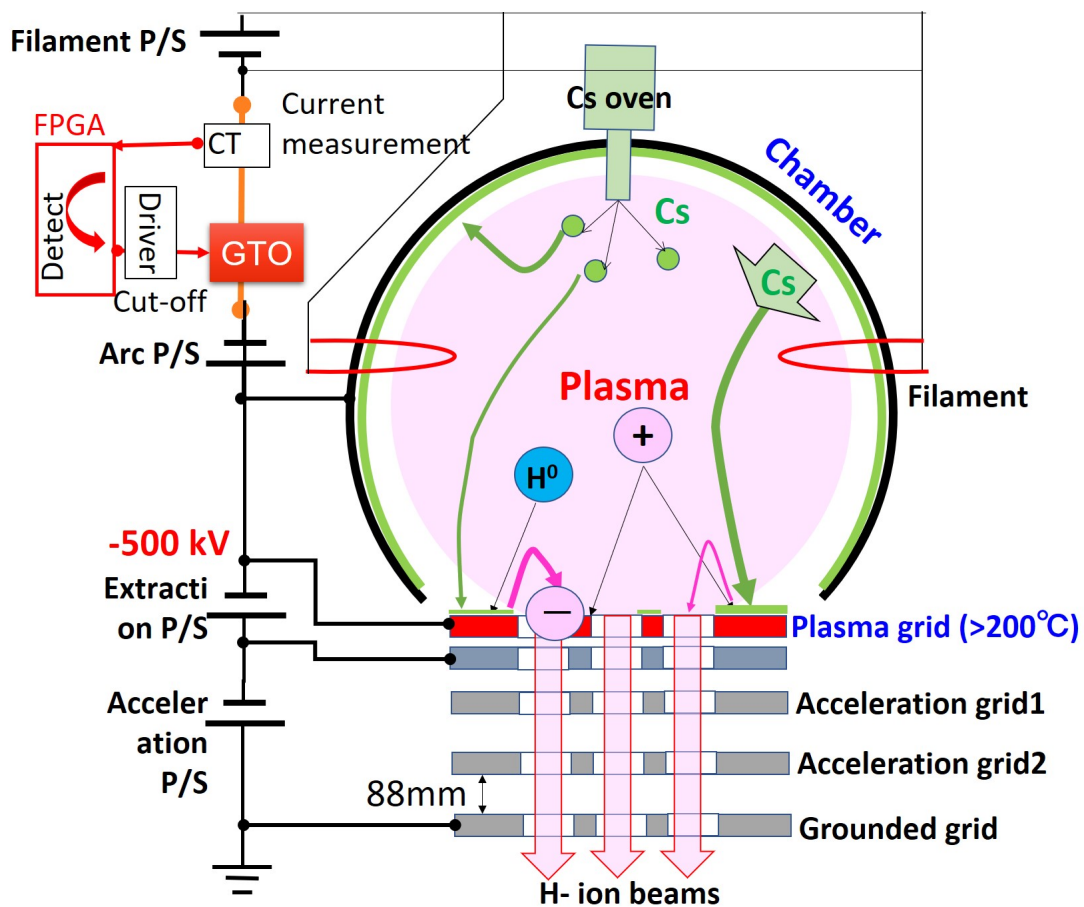 Filament P/S
Current
measurement
FPGA
CT
Detect
Driver
GTO
Cut-off
Arc P/S
Cs oven
Cs
Chamber
Cs
Plasma
Filament
+
H⁰
-500 kV
Extracti
on P/S
−
Plasma grid (>200℃)
Acceler
ation
P/S
Acceleration grid1
Acceleration grid2
88mm
Grounded grid
H- ion beams